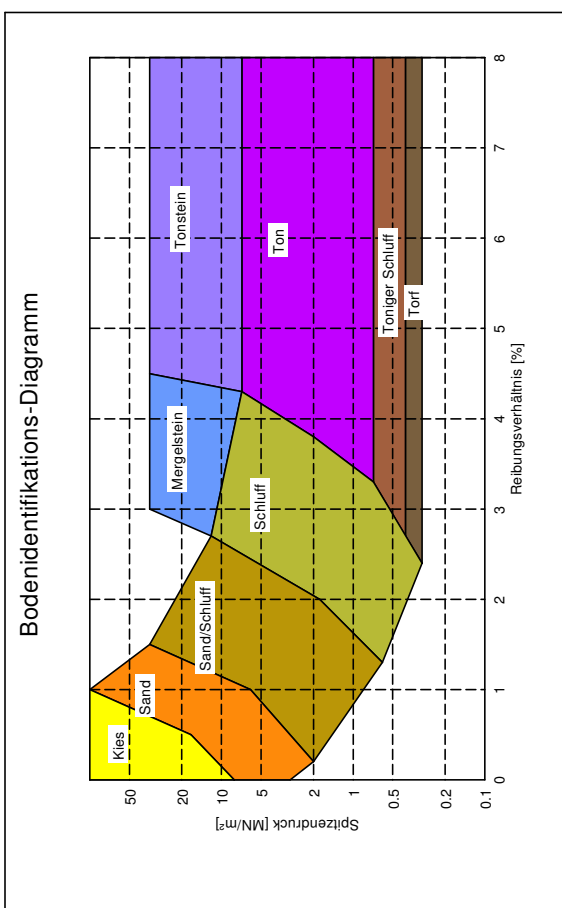 Bodenidentifikations-Diagramm
Spitzendruck [MN/m²]
50
20
10
5
2
1
0.5
0.2
0.1
Kies
Sand
Sand/Schluff
Mergelstein
Schluff
Tonstein
Ton
Toniger Schluff
Torf
0
1
2
3
4
5
6
7
8
Reibungsverhältnis [%]